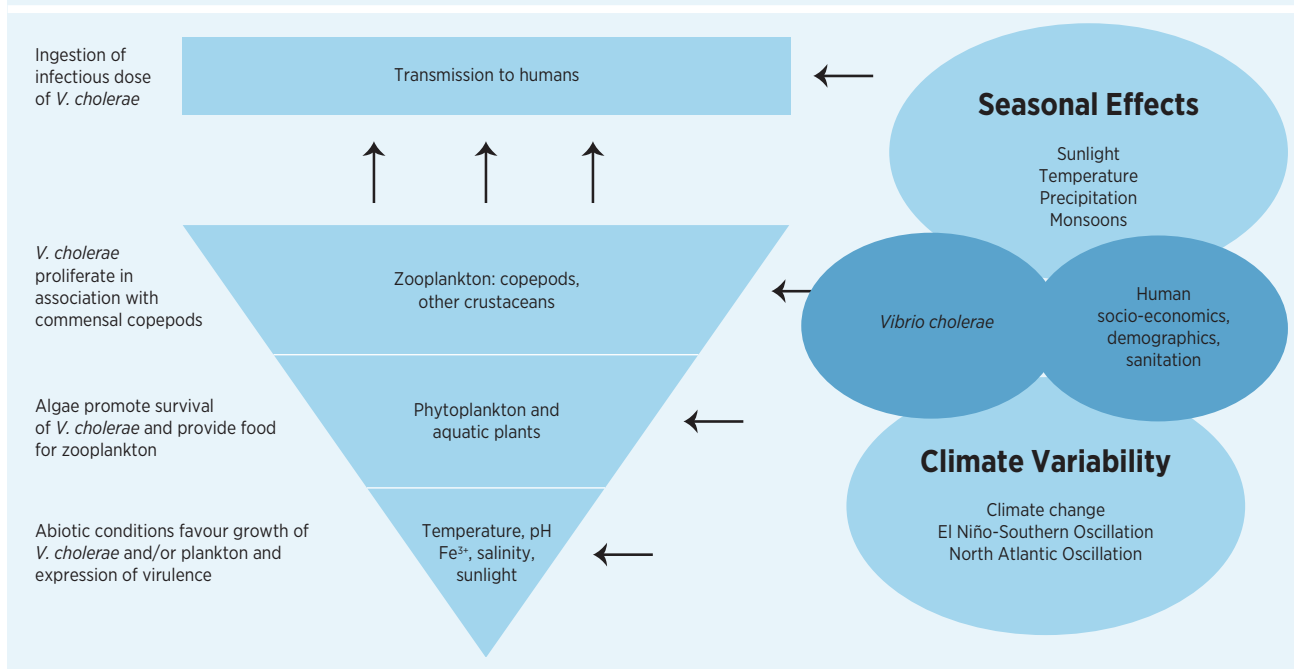 Ingestion of
infectious dose
of V. cholerae
Transmission to humans
Seasonal Effects
Sunlight
Temperature
Precipitation
Monsoons
V. cholerae
proliferate in
association with
commensal copepods
Zooplankton: copepods,
other crustaceans
Vibrio cholerae
Human
socio-economics,
demographics,
sanitation
Algae promote survival
of V. cholerae and provide food
for zooplankton
Phytoplankton and
aquatic plants
Climate Variability
Climate change
El Niño-Southern Oscillation
North Atlantic Oscillation
Abiotic conditions favour growth of
V. cholerae and/or plankton and
expression of virulence
Temperature, pH
Fe³⁺, salinity,
sunlight